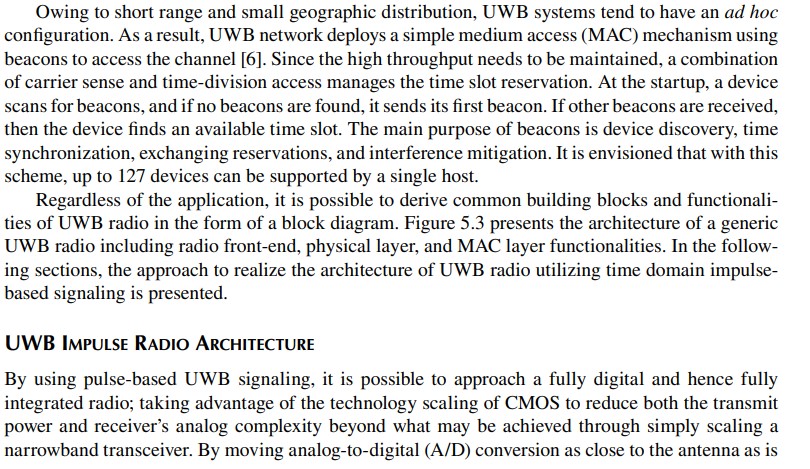 Owing to short range and small geographic distribution, UWB systems tend to have an ad hoc
configuration. As a result, UWB network deploys a simple medium access (MAC) mechanism using
beacons to access the channel [6]. Since the high throughput needs to be maintained, a combination
of carrier sense and time-division access manages the time slot reservation. At the startup, a device
scans for beacons, and if no beacons are found, it sends its first beacon. If other beacons are received,
then the device finds an available time slot. The main purpose of beacons is device discovery, time
synchronization, exchanging reservations, and interference mitigation. It is envisioned that with this
scheme, up to 127 devices can be supported by a single host.
Regardless of the application, it is possible to derive common building blocks and functionali-
ties of UWB radio in the form of a block diagram. Figure 5.3 presents the architecture of a generic
UWB radio including radio front-end, physical layer, and MAC layer functionalities. In the follow-
ing sections, the approach to realize the architecture of UWB radio utilizing time domain impulse-
based signaling is presented.
UWB Impulse Radio Architecture
By using pulse-based UWB signaling, it is possible to approach a fully digital and hence fully
integrated radio; taking advantage of the technology scaling of CMOS to reduce both the transmit
power and receiver's analog complexity beyond what may be achieved through simply scaling a
narrowband transceiver. By moving analog-to-digital (A/D) conversion as close to the antenna as is